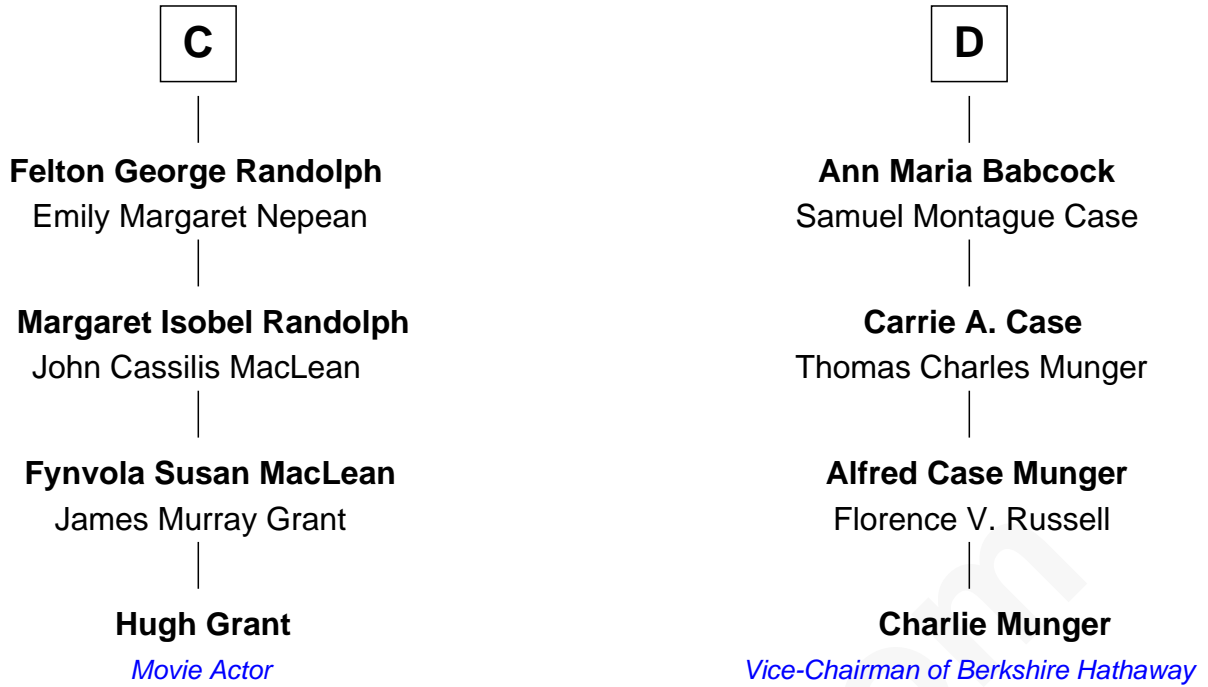 C
Felton George Randolph
Emily Margaret Nepean
Margaret Isobel Randolph
John Cassilis MacLean
Fynvola Susan MacLean
James Murray Grant
Hugh Grant
Movie Actor
D
Ann Maria Babcock
Samuel Montague Case
Carrie A. Case
Thomas Charles Munger
Alfred Case Munger
Florence V. Russell
Charlie Munger
Vice-Chairman of Berkshire Hathaway